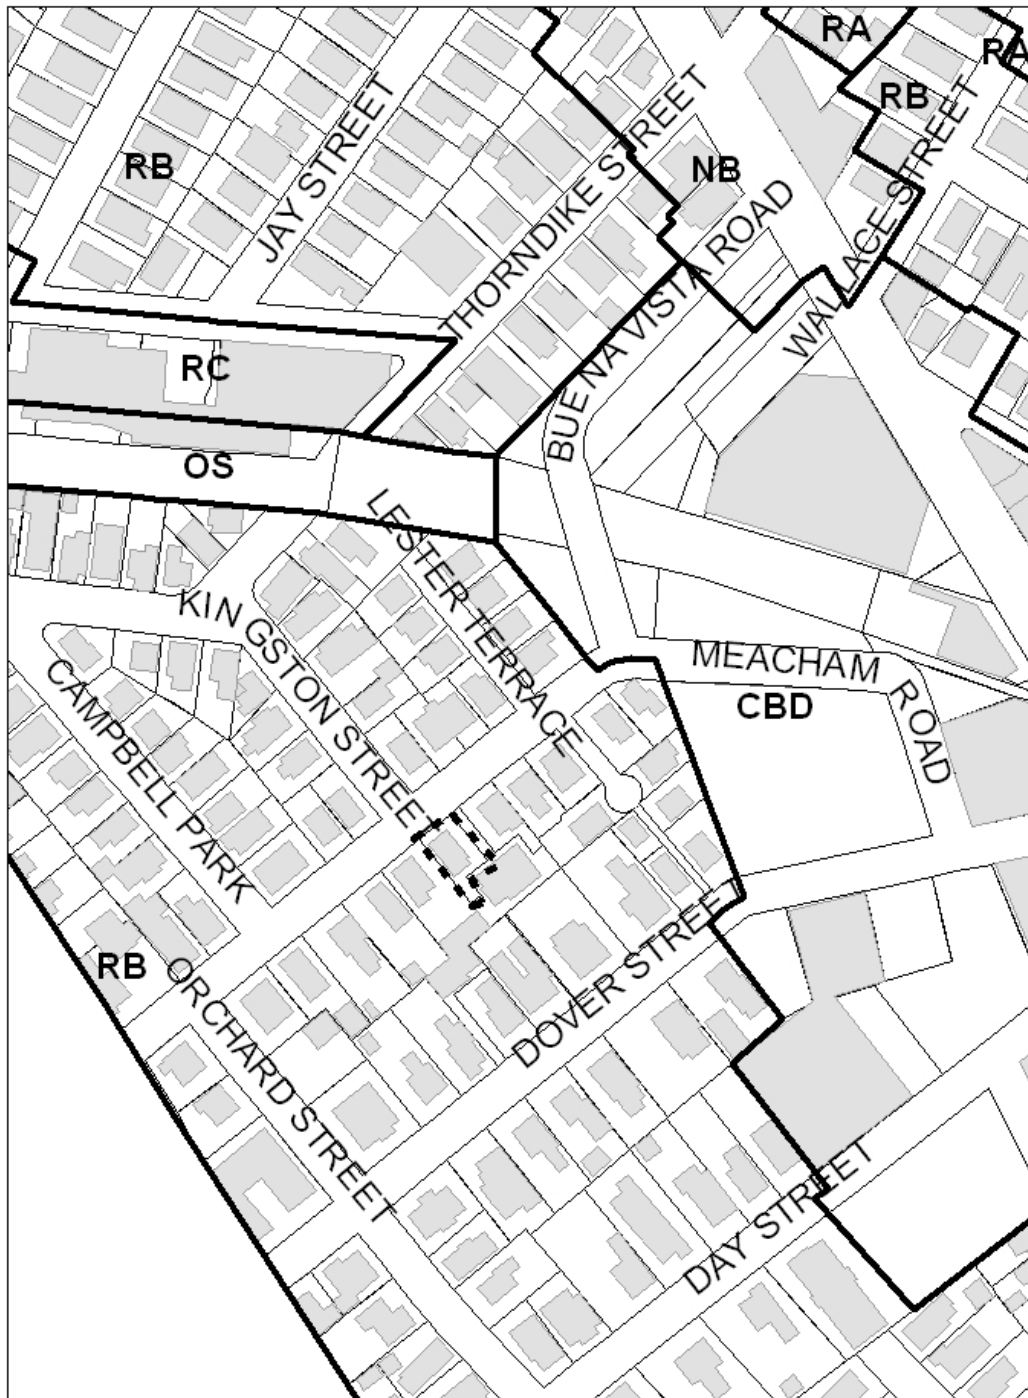 RA
RA
RB
RB
JAY STREET
THORNDIKE STREET
NB
BUENA VISTA ROAD
WALLACE STREET
RC
OS
LESTER TERRACE
KINGSTON STREET
MEACHAM ROAD
CBD
CAMPBELL PARK
RB
ORCHARD STREET
DOVER STREET
DAY STREET